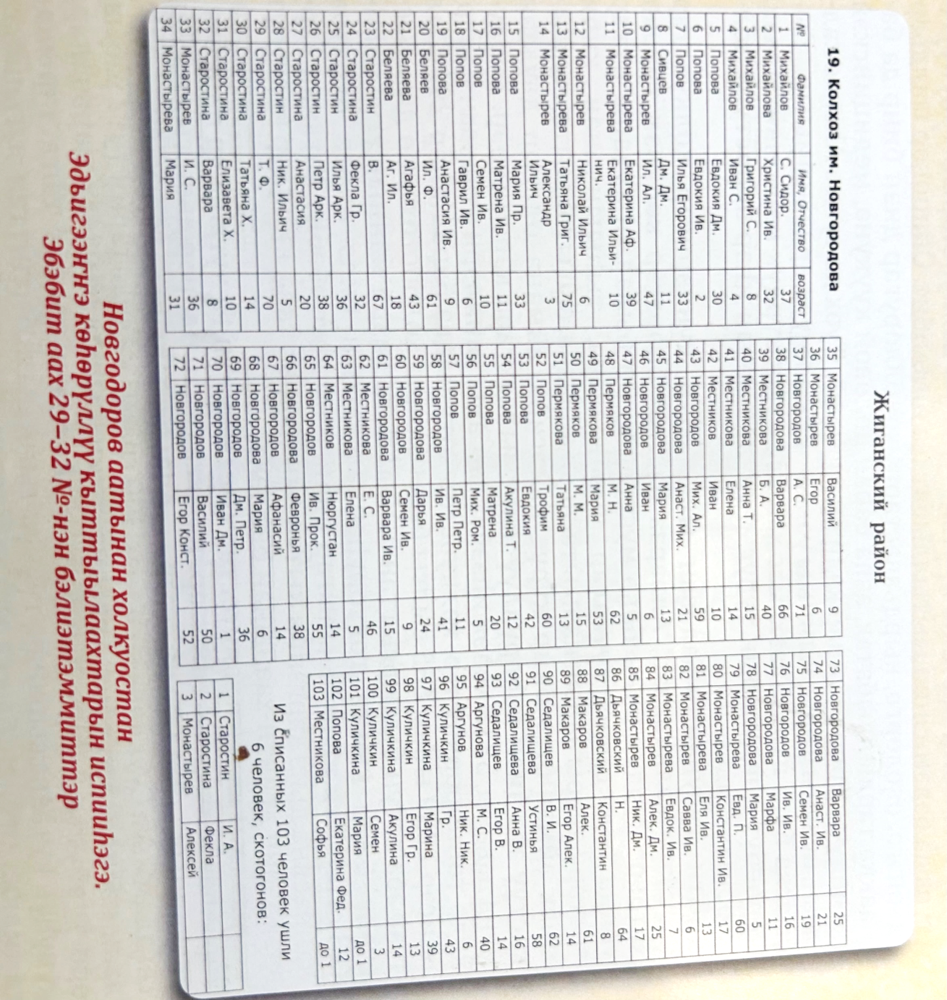 Жиганский район
19. Колхоз им. Новгородова
№ Фамилия Имя, Отчество возраст
1 Михайлов С. Сидор. 37
2 Михайлова Христина Ив. 32
3 Михайлов Григорий С. 8
4 Михайлов Иван С. 4
5 Попова Евдокия Дм. 30
6 Попова Евдокия Ив. 2
7 Попов Илья Егорович 33
8 Сивцев Дм. Дм. 11
9 Монастырев Ил. Ал. 47
10 Монастырева Екатерина Аф. 39
11 Монастырева Екатерина Ильи-
нич. 10
12 Монастырев Николай Ильич 6
13 Монастырева Татьяна Григ. 75
14 Монастырев Александр
Ильич 3
15 Попова Мария Пр. 33
16 Попова Матрена Ив. 11
17 Попов Семен Ив. 10
18 Попов Гаврил Ив. 6
19 Попова Анастасия Ив. 9
20 Беляев Ил. Ф. 61
21 Беляева Агафья 43
22 Беляева Аг. Ил. 18
23 Старостин В. 67
24 Старостина Фекла Гр. 32
25 Старостин Илья Арк. 36
26 Старостин Петр Арк. 38
27 Старостина Анастасия 20
28 Старостин Ник. Ильич 5
29 Старостина Т. Ф. 70
30 Старостина Татьяна Х. 14
31 Старостина Елизавета Х. 10
32 Старостина Варвара 8
33 Монастырев И. С. 36
34 Монастырева Мария 31
35 Монастырев Василий 9
36 Монастырев Егор 6
37 Новгородов А. С. 71
38 Новгородова Варвара 66
39 Местникова Б. А. 40
40 Местникова Анна Т. 15
41 Местникова Елена 14
42 Местников Иван 10
43 Новгородов Мих. Ал. 59
44 Новгородова Анаст. Мих. 21
45 Новгородова Мария 13
46 Новгородов Иван 6
47 Новгородова Анна 5
48 Пермяков М. Н. 62
49 Пермякова Мария 53
50 Пермяков М. М. 15
51 Пермякова Татьяна 13
52 Попов Трофим 60
53 Попова Евдокия 42
54 Попова Акулина Т. 12
55 Попова Матрена 20
56 Попов Мих. Ром. 5
57 Попов Петр Петр. 11
58 Новгородов Ив. Ив. 41
59 Новгородова Дарья 24
60 Новгородов Семен Ив. 9
61 Новгородова Варвара Ив. 15
62 Местникова Е. С. 46
63 Местникова Елена 5
64 Местников Нюргустан 14
65 Новгородов Ив. Прок. 55
66 Новгородова Февронья 38
67 Новгородов Афанасий 14
68 Новгородова Мария 6
69 Новгородов Дм. Петр. 36
70 Новгородов Иван Дм. 1
71 Новгородов Василий 50
72 Новгородов Егор Конст. 52
73 Новгородова Варвара 25
74 Новгородова Анаст. Ив. 21
75 Новгородов Семен Ив. 19
76 Новгородов Ив. Ив. 16
77 Новгородова Марфа 11
78 Новгородова Мария 5
79 Монастырева Евд. П. 60
80 Монастырев Константин Ив. 17
81 Монастырева Еля Ив. 13
82 Монастырев Савва Ив. 6
83 Монастырева Евдок. Ив. 7
84 Монастырев Алек. Дм. 25
85 Монастырев Ник. Дм. 17
86 Дьячковский Н. 64
87 Дьячковский Константин 8
88 Макаров Алек. 61
89 Макаров Егор Алек. 14
90 Седалищев В. И. 62
91 Седалищева Устинья 58
92 Седалищева Анна В. 16
93 Седалищев Егор В. 14
94 Аргунова М. С. 40
95 Аргунов Ник. Ник. 6
96 Куличкин Гр. 43
97 Куличкина Марина 39
98 Куличкин Егор Гр. 13
99 Куличкина Акулина 14
100 Куличкин Семен 3
101 Куличкина Мария до 1
102 Попова Екатерина Фед. 12
103 Местникова Софья до 1
Из списанных 103 человек ушли
6 человек, скотогонов:
1 Старостин И. А.
2 Старостина Фекла
3 Монастырев Алексей
Новгодоров аатынан холкуостан
Эдьигээҥҥэ көһөрүллүү кыттыылаахтарын испииһэгэ.
Эбэбит аах 29–32 №-нэн бэлиэтэммиттэр